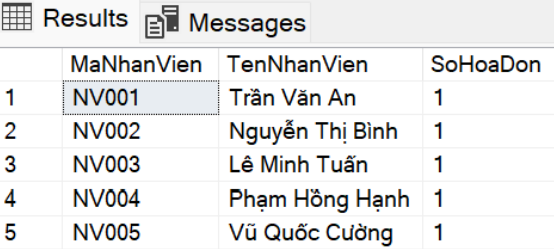 Results Messages
MaNhanVien TenNhanVien SoHoaDon
1 NV001 Trần Văn An 1
2 NV002 Nguyễn Thị Bình 1
3 NV003 Lê Minh Tuấn 1
4 NV004 Phạm Hồng Hạnh 1
5 NV005 Vũ Quốc Cường 1